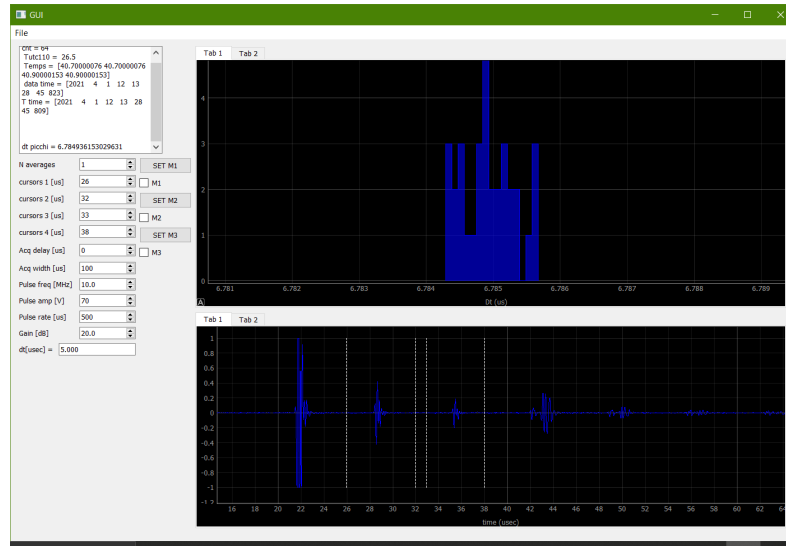 GUI
File
cnt = 64
Tutc110 = 26.5
Temps = [40.70000076 40.70000076
40.90000153 40.90000153]
data time = [2021 4 1 12 13
28 45 823]
T time = [2021 4 1 12 13 28
45 809]
dt picchi = 6.784936153029631
N averages 1 SET M1
cursors 1 [us] 26 M1
cursors 2 [us] 32 SET M2
cursors 3 [us] 33 M2
cursors 4 [us] 38 SET M3
Acq delay [us] 0 M3
Acq width [us] 100
Pulse freq [MHz] 10.0
Pulse amp [V] 70
Pulse rate [us] 500
Gain [dB] 20.0
dt[usec] = 5.000
Tab 1 Tab 2
4
3
2
1
0
6.781 6.782 6.783 6.784 6.785 6.786 6.787 6.788 6.789
A Dt (us)
Tab 1 Tab 2
1
0.8
0.6
0.4
0.2
0
-0.2
-0.4
-0.6
-0.8
-1
-1.2
16 18 20 22 24 26 28 30 32 34 36 38 40 42 44 46 48 50 52 54 56 58 60 62 64
time (usec)